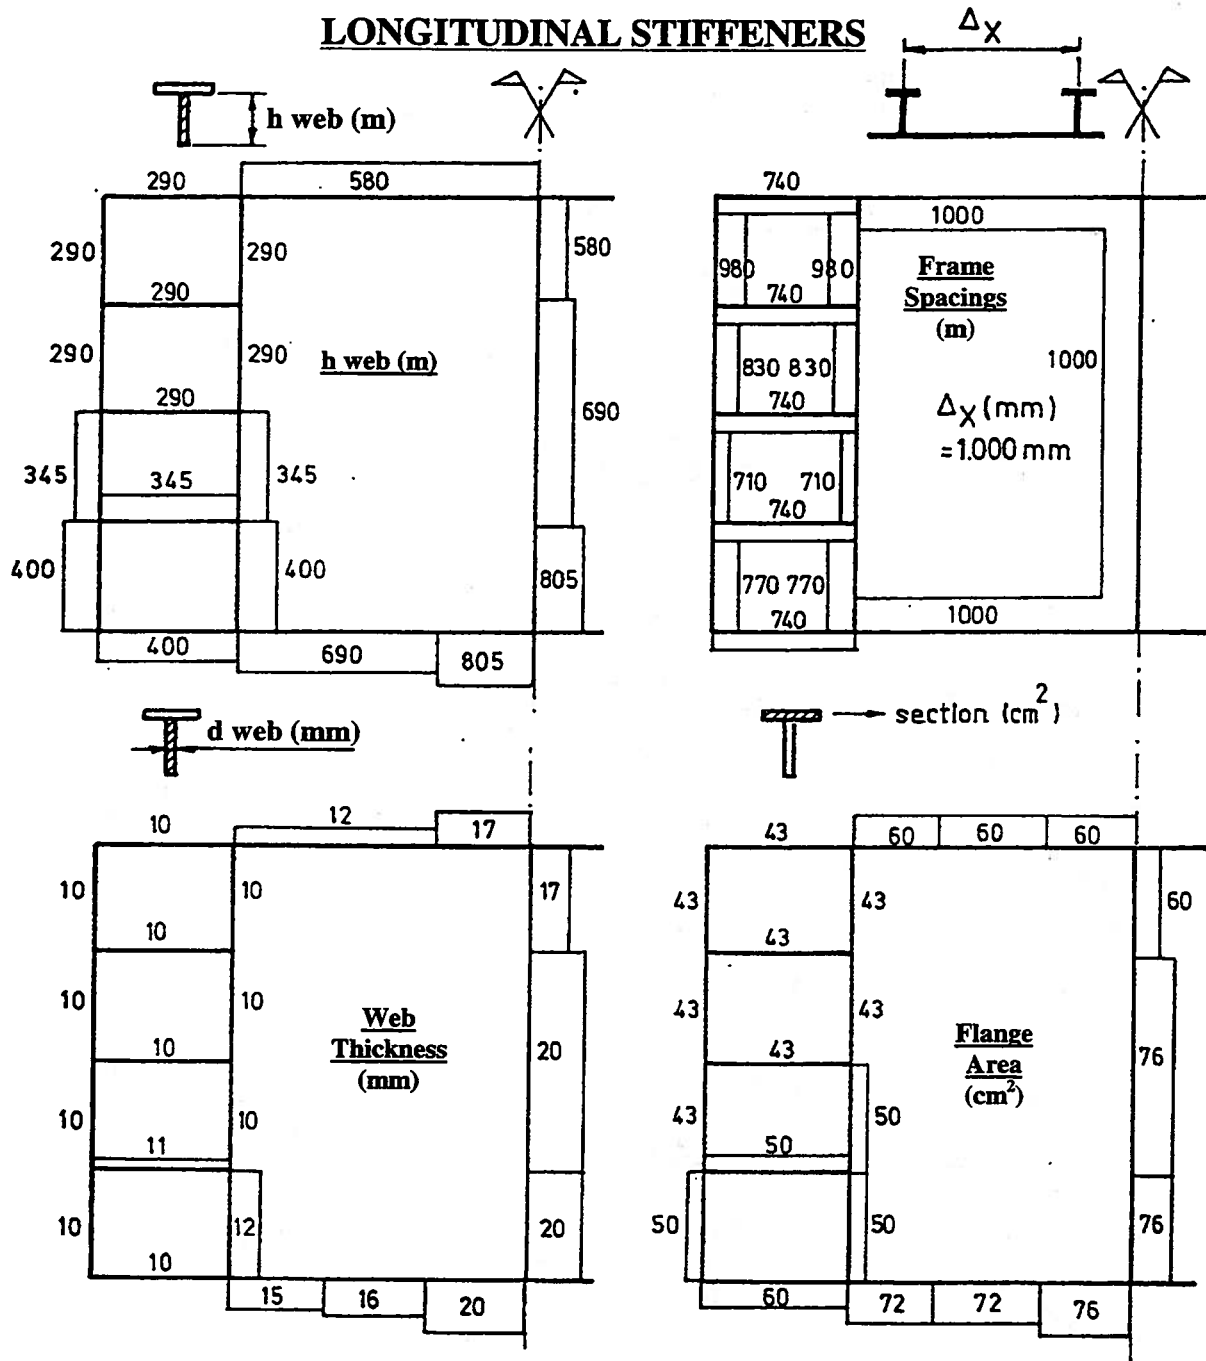 LONGITUDINAL STIFFENERS
ΔX
h web (m)
290 580
740
1000
290 290 580
980 980
Frame
Spacings
(m)
290
740
290 290
h web (m)
830 830
1000
290
740
690
ΔX (mm)
=1.000 mm
345 345 345
710 710
740
400 400 805
770 770
740
1000
400 690 805
d web (mm)
section (cm²)
10 12 17
43 60 60 60
10 10 17
43 43 60
10
43
10 10
43 43
Web
Thickness
(mm)
20
Flange
Area
(cm²)
76
10
43
10 10
43 50
11
50
10 12 20
50 50 76
10
15 16 20
60 72 72 76